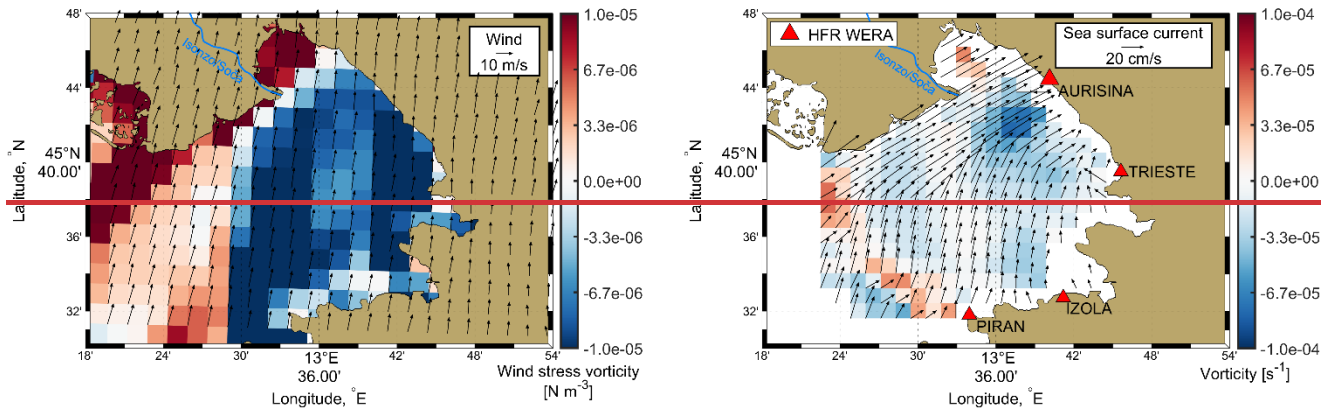 Wind
10 m/s
Isonzo/Soča
44'
45°N
40.00'
36'
32'
Latitude, °N
18'
24'
30'
13°E
36.00'
42'
48'
54'
Longitude, °E
1.0e-05
6.7e-06
3.3e-06
0.0e+00
-3.3e-06
-6.7e-06
-1.0e-05
Wind stress vorticity
[N m-3]
HFR WERA
Sea surface current
20 cm/s
Isonzo/Soča
AURISINA
TRIESTE
IZOLA
PIRAN
44'
45°N
40.00'
36'
32'
Latitude, °N
18'
24'
30'
13°E
36.00'
42'
48'
54'
Longitude, °E
1.0e-04
6.7e-05
3.3e-05
0.0e+00
-3.3e-05
-6.7e-05
-1.0e-04
Vorticity [s-1]